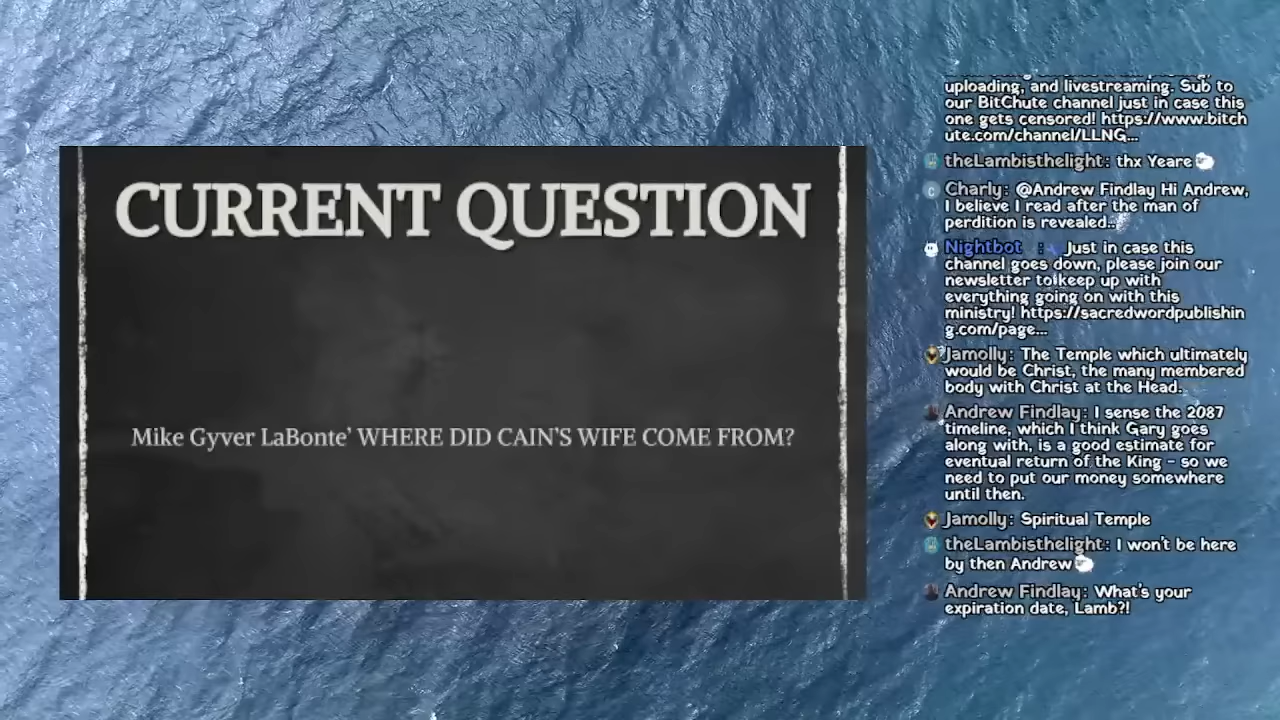 CURRENT QUESTION
Mike Gyver LaBonte’ WHERE DID CAIN’S WIFE COME FROM?
uploading, and livestreaming. Sub to
our BitChute channel just in case this
one gets censored! https://www.bitch
ute.com/channel/LLNG...
theLambisthelight: thx Yeare
Charly: @Andrew Findlay Hi Andrew,
I believe I read after the man of
perdition is revealed...
Nightbot : Just in case this
channel goes down, please join our
newsletter to keep up with
everything going on with this
ministry! https://sacredwordpublishin
g.com/page...
Jamolly: The Temple which ultimately
would be Christ, the many membered
body with Christ at the Head.
Andrew Findlay: I sense the 2087
timeline, which I think Gary goes
along with, is a good estimate for
eventual return of the King - so we
need to put our money somewhere
until then.
Jamolly: Spiritual Temple
theLambisthelight: I won't be here
by then Andrew
Andrew Findlay: What's your
expiration date, Lamb?!